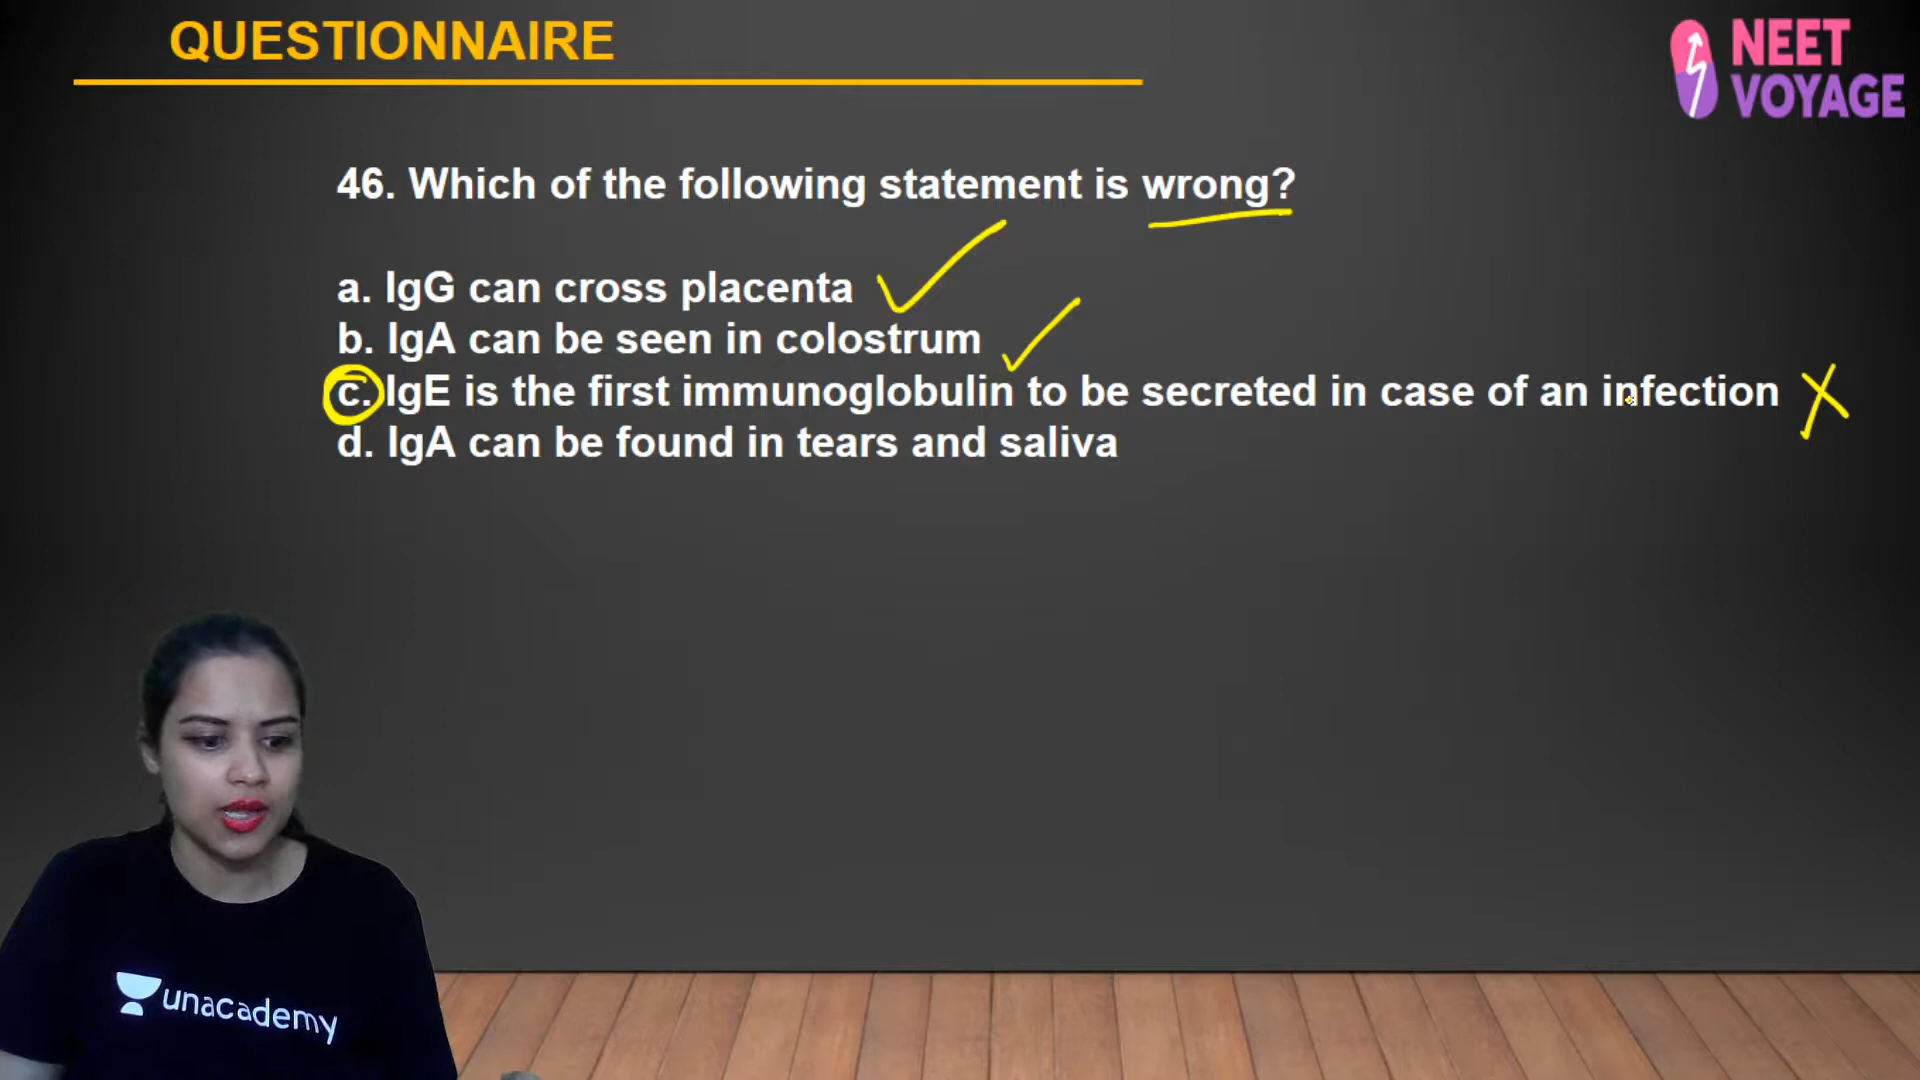 QUESTIONNAIRE
NEET
VOYAGE
46. Which of the following statement is wrong?
a. IgG can cross placenta
b. IgA can be seen in colostrum
c. IgE is the first immunoglobulin to be secreted in case of an infection
d. IgA can be found in tears and saliva
unacademy